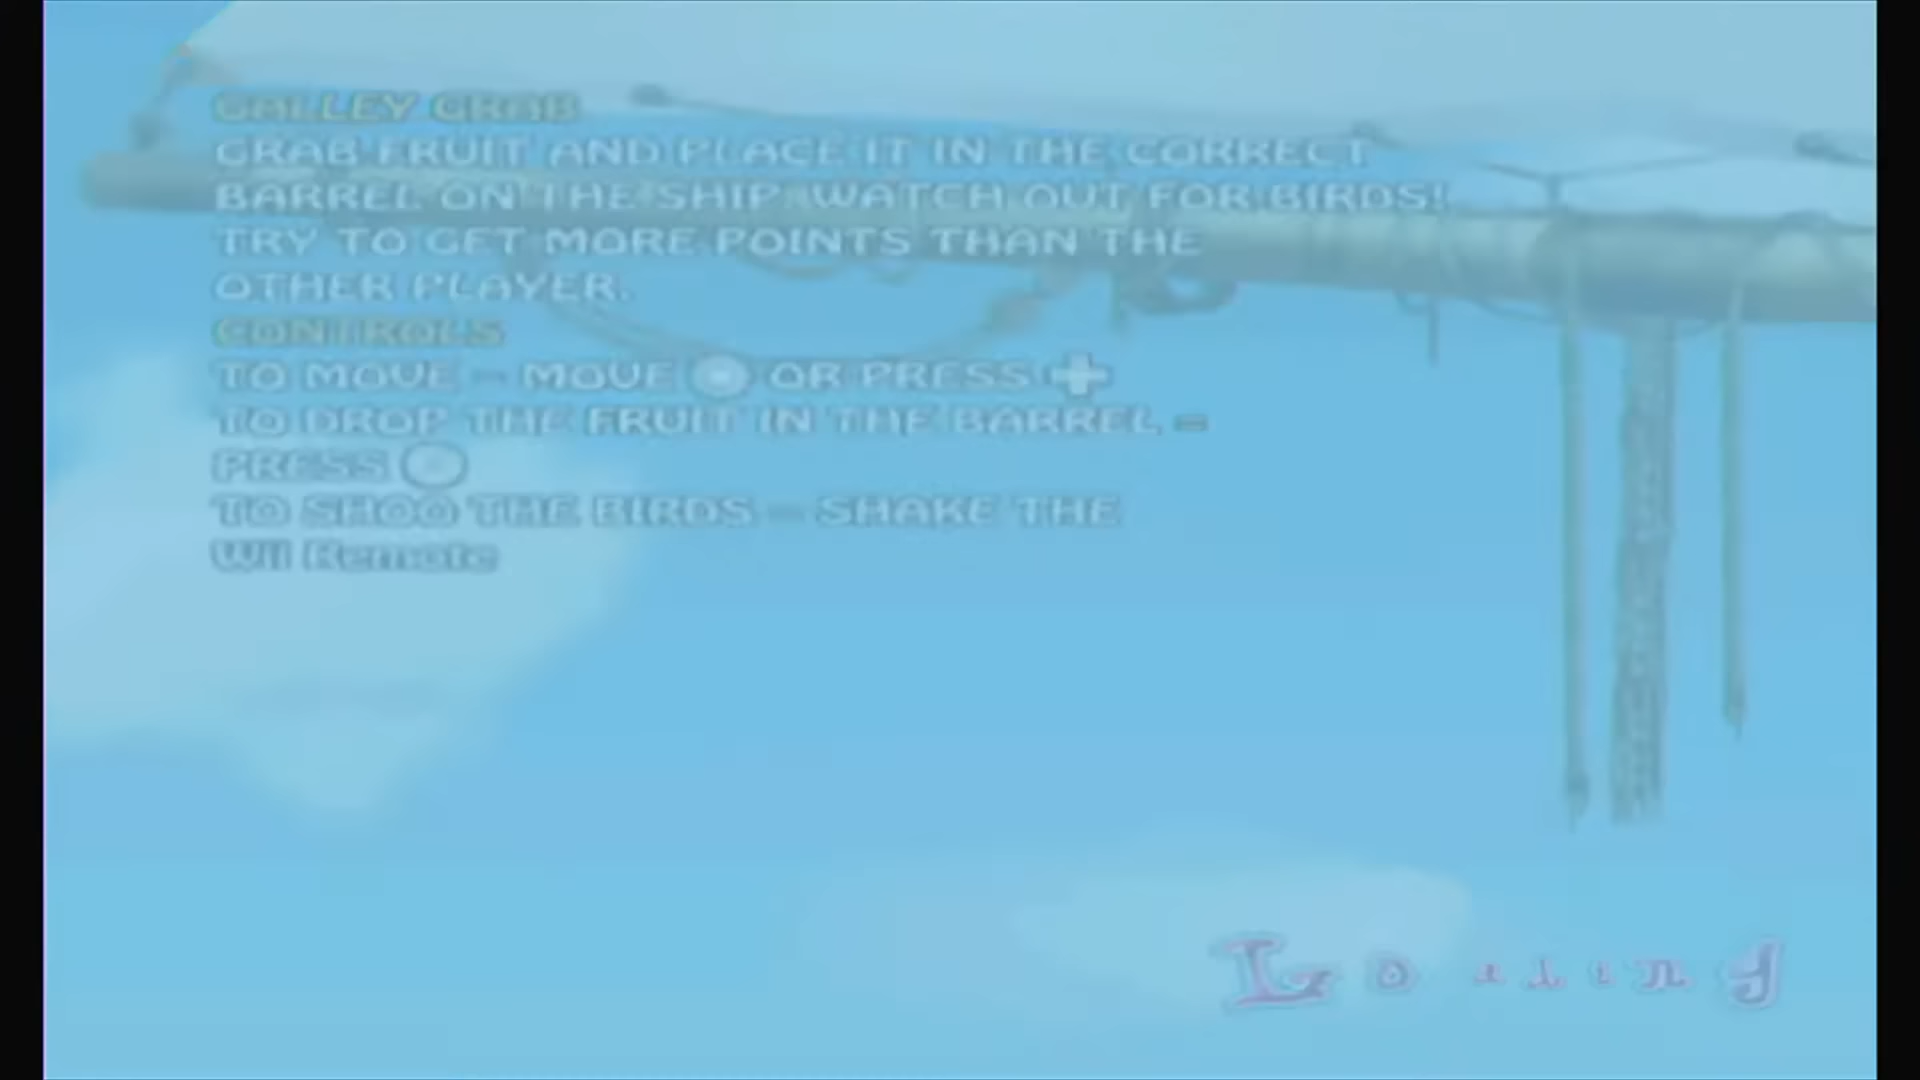 GALLEY GRAB
GRAB FRUIT AND PLACE IT IN THE CORRECT
BARREL ON THE SHIP. WATCH OUT FOR BIRDS!
TRY TO GET MORE POINTS THAN THE
OTHER PLAYER.
CONTROLS
TO MOVE - MOVE OR PRESS
TO DROP THE FRUIT IN THE BARREL -
PRESS
TO SHOO THE BIRDS - SHAKE THE
Wii Remote
Loading